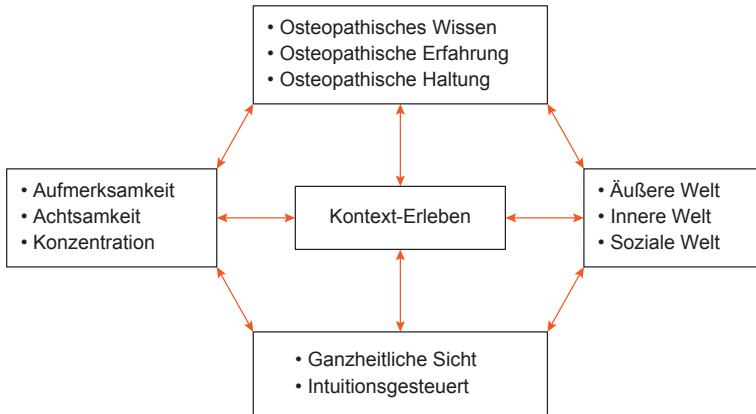 • Osteopathisches Wissen
• Osteopathische Erfahrung
• Osteopathische Haltung
• Aufmerksamkeit
• Achtsamkeit
• Konzentration
Kontext-Erleben
• Äußere Welt
• Innere Welt
• Soziale Welt
• Ganzheitliche Sicht
• Intuitionsgesteuert